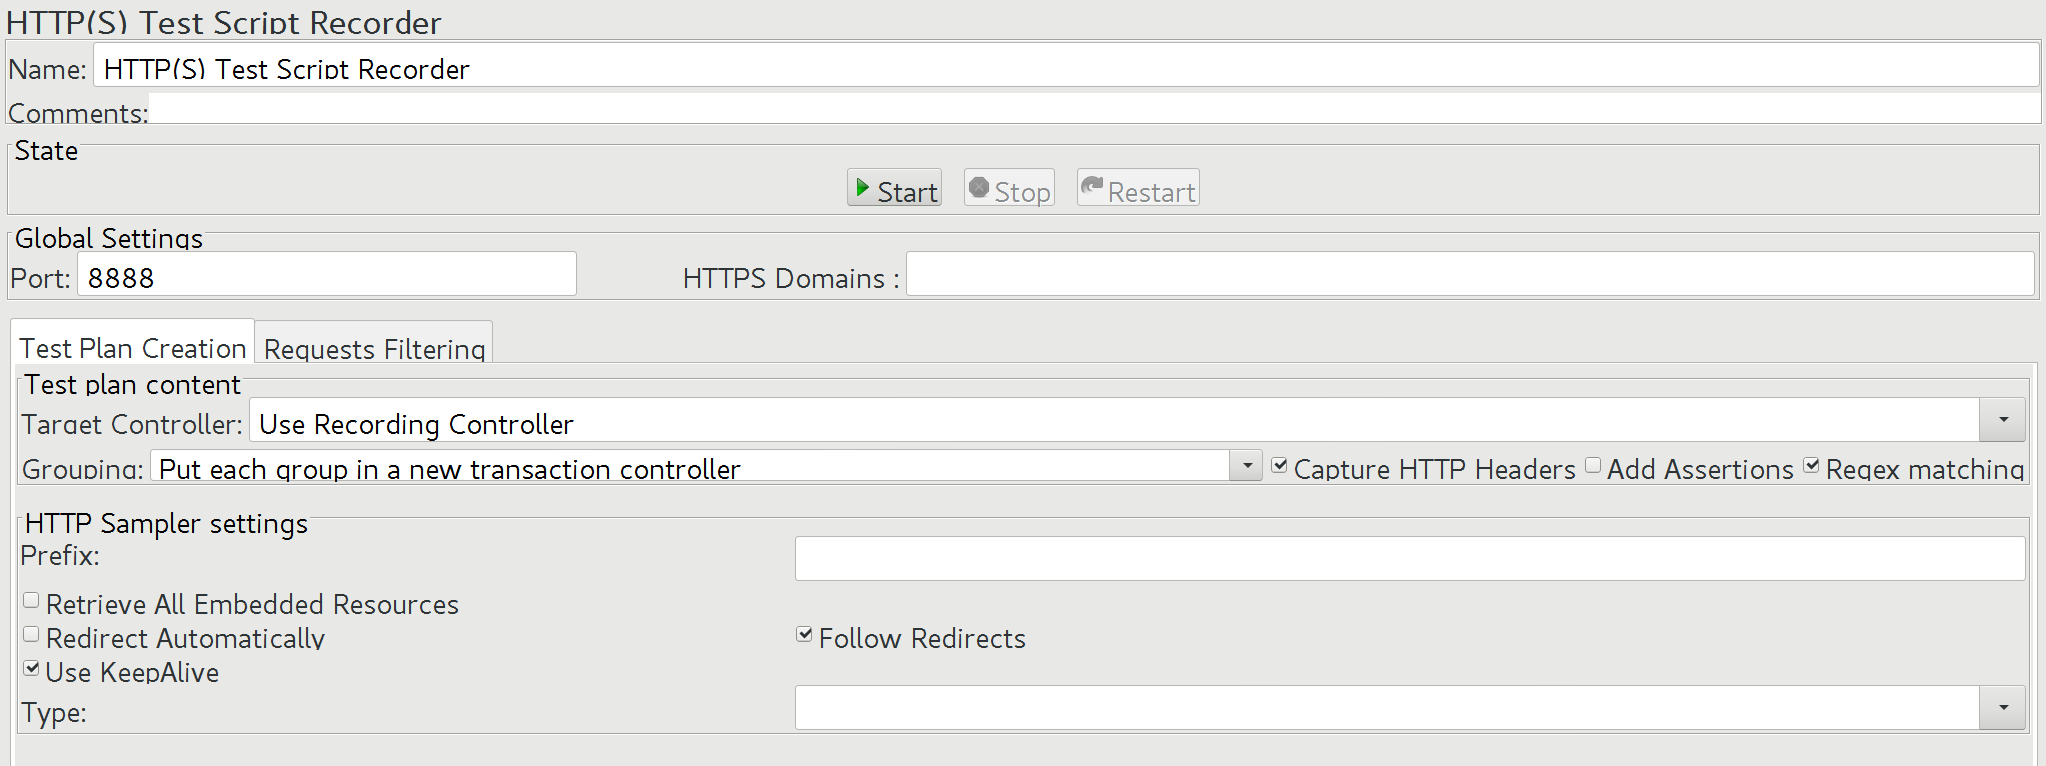 HTTP(S) Test Script Recorder
Name: HTTP(S) Test Script Recorder
Comments:
State
Start Stop Restart
Global Settings
Port: 8888 HTTPS Domains :
Test Plan Creation Requests Filtering
Test plan content
Target Controller: Use Recording Controller
Grouping: Put each group in a new transaction controller Capture HTTP Headers Add Assertions Regex matching
HTTP Sampler settings
Prefix:
Retrieve All Embedded Resources
Redirect Automatically Follow Redirects
Use KeepAlive
Type: